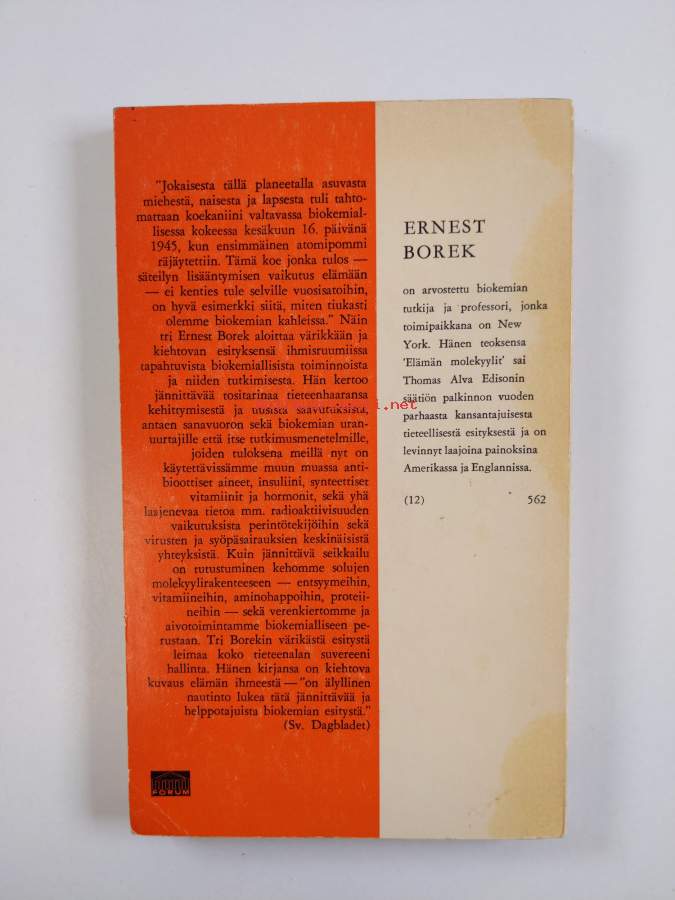 "Jokaisesta tällä planeetalla asuvasta
miehestä, naisesta ja lapsesta tuli tahto-
mattaan koekaniini valtavassa biokemial-
lisessa kokeessa kesäkuun 16. päivänä
1945, kun ensimmäinen atomipommi
räjäytettiin. Tämä koe jonka tulos —
säteilyn lisääntymisen vaikutus elämään
— ei kenties tule selville vuosisatoihin,
on hyvä esimerkki siitä, miten tiukasti
olemme biokemian kahleissa." Näin
tri Ernest Borek aloittaa värikkään ja
kiehtovan esityksensä ihmisruumiissa
tapahtuvista biokemiallisista toiminnoista
ja niiden tutkimisesta. Hän kertoo
jännittävää tositarinaa tieteenhaaransa
kehittymisestä ja uusista saavutuksista,
antaen sanavuoron sekä biokemian uran-
uurtajille että itse tutkimusmenetelmille,
joiden tuloksena meillä nyt on
käytettävissämme muun muassa anti-
bioottiset aineet, insuliini, synteettiset
vitamiinit ja hormonit, sekä yhä
laajenevaa tietoa mm. radioaktiivisuuden
vaikutuksista perintötekijöihin sekä
virusten ja syöpäsairauksien keskinäisistä
yhteyksistä. Kuin jännittävä seikkailu
on tutustuminen kehomme solujen
molekyylirakenteeseen — entsyymeihin,
vitamiineihin, aminohappoihin, proteii-
neihin — sekä verenkiertomme ja
aivotoimintamme biokemialliseen pe-
rustaan. Tri Borekin värikästä esitystä
leimaa koko tieteenalan suvereeni
hallinta. Hänen kirjansa on kiehtova
kuvaus elämän ihmeestä — "on älyllinen
nautinto lukea tätä jännittävää ja
helppotajuista biokemian esitystä."
(Sv. Dagbladet)
FORUM
ERNEST
BOREK
on arvostettu biokemian
tutkija ja professori, jonka
toimipaikkana on New
York. Hänen teoksensa
'Elämän molekyylit' sai
Thomas Alva Edisonin
säätiön palkinnon vuoden
parhaasta kansantajuisesta
tieteellisestä esityksestä ja on
levinnyt laajoina painoksina
Amerikassa ja Englannissa.
(12) 562